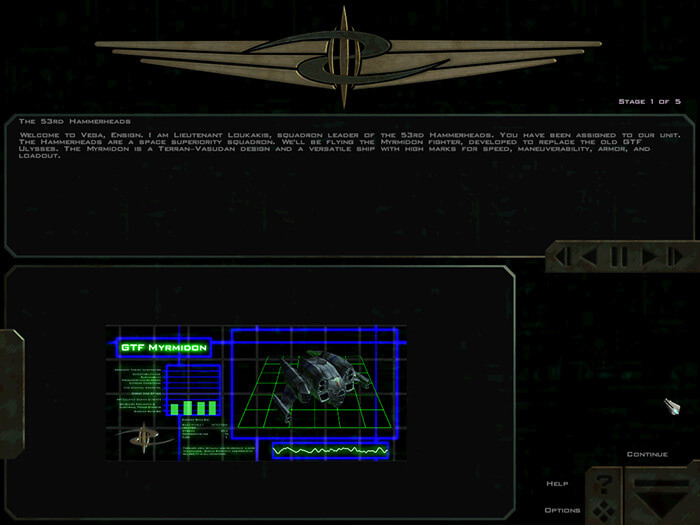 Stage 1 of 5
The 53rd Hammerheads
Welcome to Vega, Ensign. I am Lieutenant Loukakis, squadron leader of the 53rd Hammerheads. You have been assigned to our unit.
The Hammerheads are a space superiority squadron. We'll be flying the Myrmidon fighter, developed to replace the old GTF
Ulysses. The Myrmidon is a Terran-Vasudan design and a versatile ship with high marks for speed, maneuverability, armor, and
loadout.
GTF Myrmidon
Continue
Help
?
Options